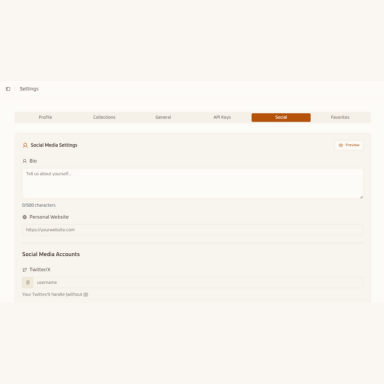 Settings
Profile Collections General API Keys Social Favorites
Social Media Settings Preview
Bio
Tell us about yourself...
0/500 characters
Personal Website
https://yourwebsite.com
Social Media Accounts
Twitter/X
@ username
Your Twitter/X handle (without @)